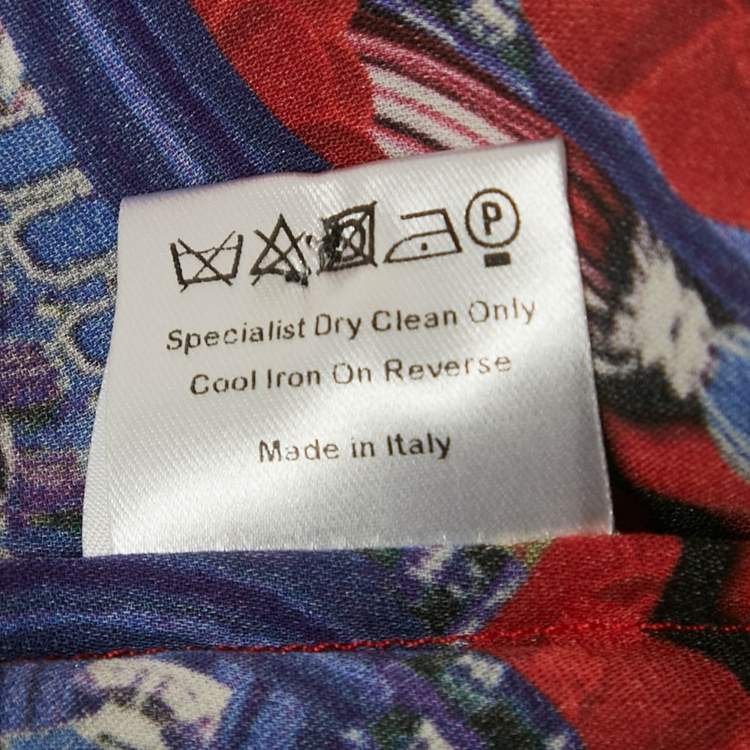 P
Specialist Dry Clean Only
Cool Iron On Reverse
Made in Italy